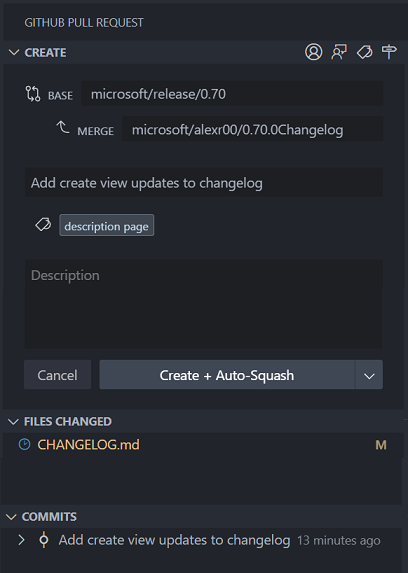 GITHUB PULL REQUEST
CREATE
BASE microsoft/release/0.70
MERGE microsoft/alexr00/0.70.0Changelog
Add create view updates to changelog
description page
Description
Cancel Create + Auto-Squash
FILES CHANGED
CHANGELOG.md M
COMMITS
Add create view updates to changelog 13 minutes ago